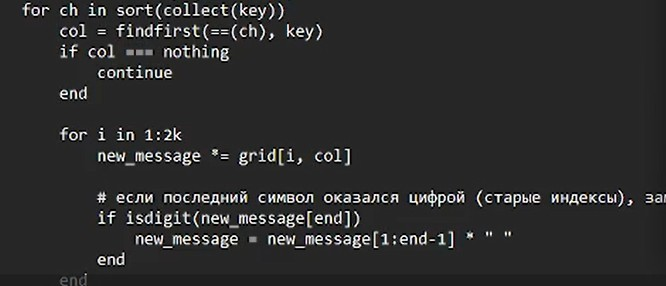 for ch in sort(collect(key))
    col = findfirst(==(ch), key)
    if col === nothing
        continue
    end

    for i in 1:2k
        new_message *= grid[i, col]

        # если последний символ оказался цифрой (старые индексы),
        if isdigit(new_message[end])
            new_message = new_message[1:end-1] * " "
        end
    end